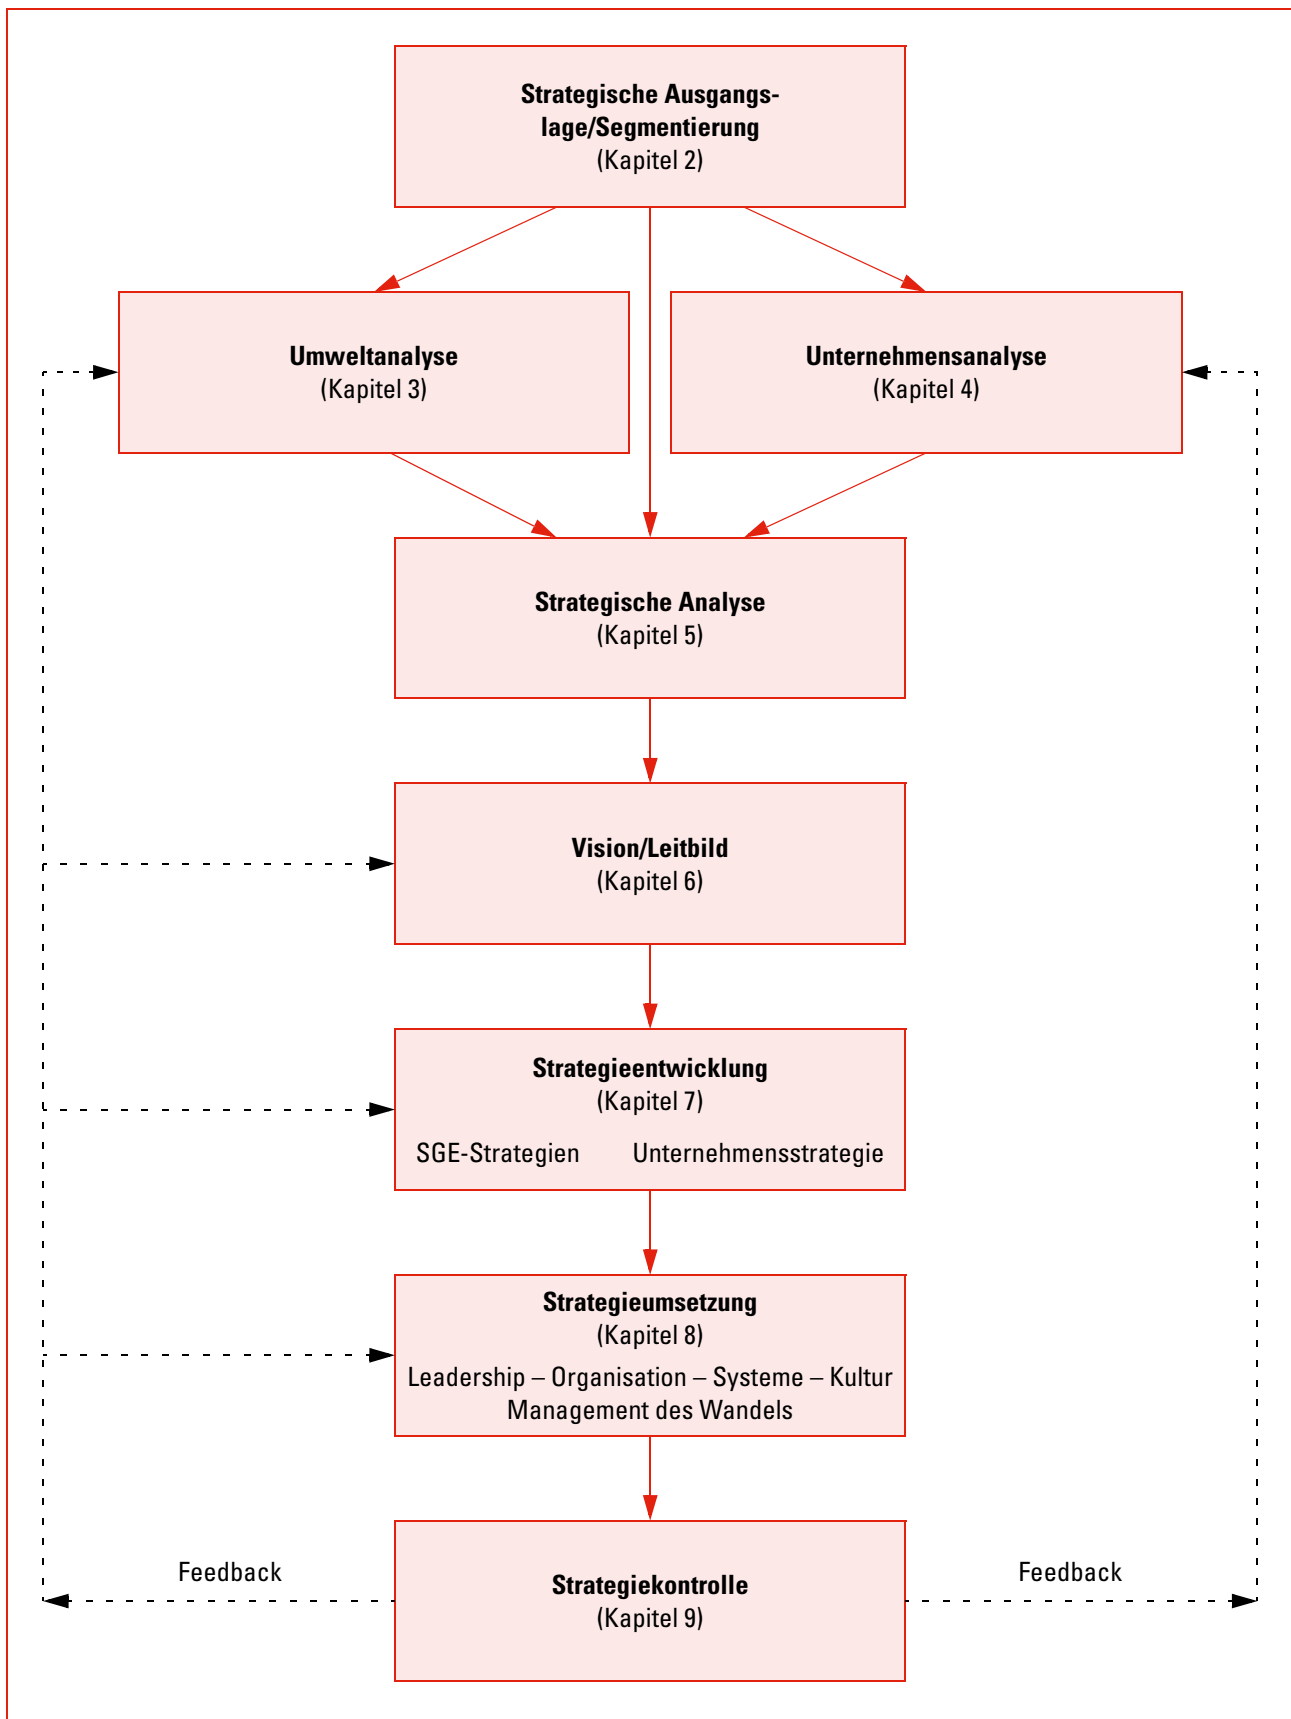 Strategische Ausgangs-
lage/Segmentierung
(Kapitel 2)
Umweltanalyse
(Kapitel 3)
Unternehmensanalyse
(Kapitel 4)
Strategische Analyse
(Kapitel 5)
Vision/Leitbild
(Kapitel 6)
Strategieentwicklung
(Kapitel 7)
SGE-Strategien
Unternehmensstrategie
Strategieumsetzung
(Kapitel 8)
Leadership – Organisation – Systeme – Kultur
Management des Wandels
Feedback
Strategiekontrolle
(Kapitel 9)
Feedback